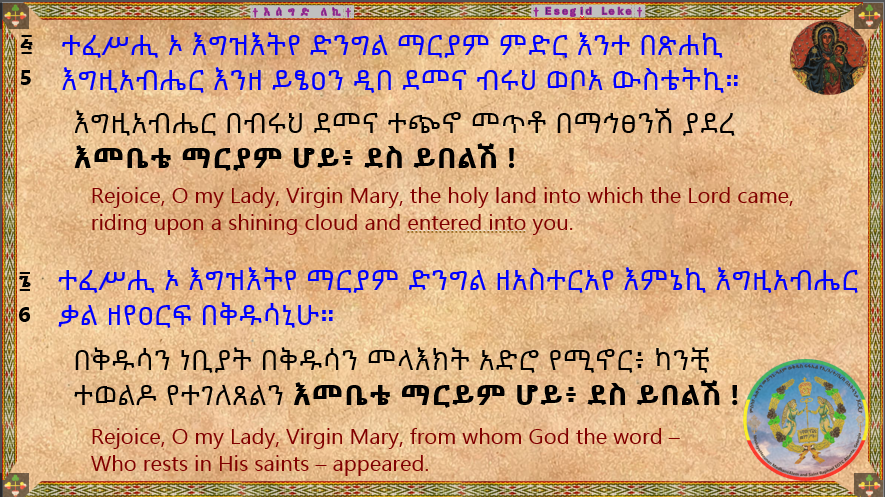 †እሰግድ ለኪ†
† Esegid Leke †
፭ ተፈሥሒ ኦ እግዝእትየ ድንግል ማርያም ምድር እንተ በጽሐኪ
5 እግዚአብሔር እንዘ ይፄዐን ዲበ ደመና ብሩህ ወቦአ ውስቴትኪ።
እግዚአብሔር በብሩህ ደመና ተጭኖ መጥቶ በማኅፀንሽ ያደረ
እመቤቴ ማርያም ሆይ፥ ደስ ይበልሽ !
Rejoice, O my Lady, Virgin Mary, the holy land into which the Lord came,
riding upon a shining cloud and entered into you.
፮ ተፈሥሒ ኦ እግዝእትየ ማርያም ድንግል ዘአስተርአየ እምኔኪ እግዚአብሔር
6 ቃል ዘየዐርፍ በቅዱሳኒሁ።
በቅዱሳን ነቢያት በቅዱሳን መላእክት አድሮ የሚኖር፥ ካንቺ
ተወልዶ የተገለጸልን እመቤቴ ማርይም ሆይ፥ ደስ ይበልሽ !
Rejoice, O my Lady, Virgin Mary, from whom God the word –
Who rests in His saints – appeared.